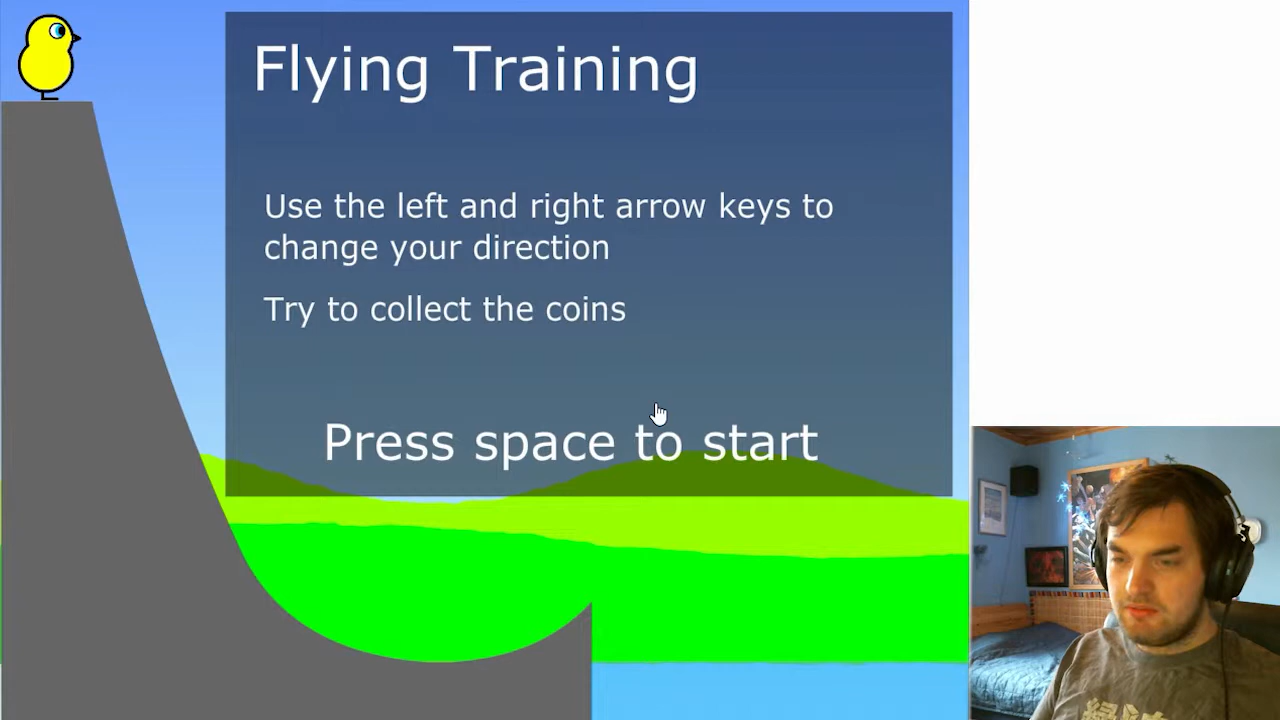 Flying Training
Use the left and right arrow keys to
change your direction
Try to collect the coins
Press space to start